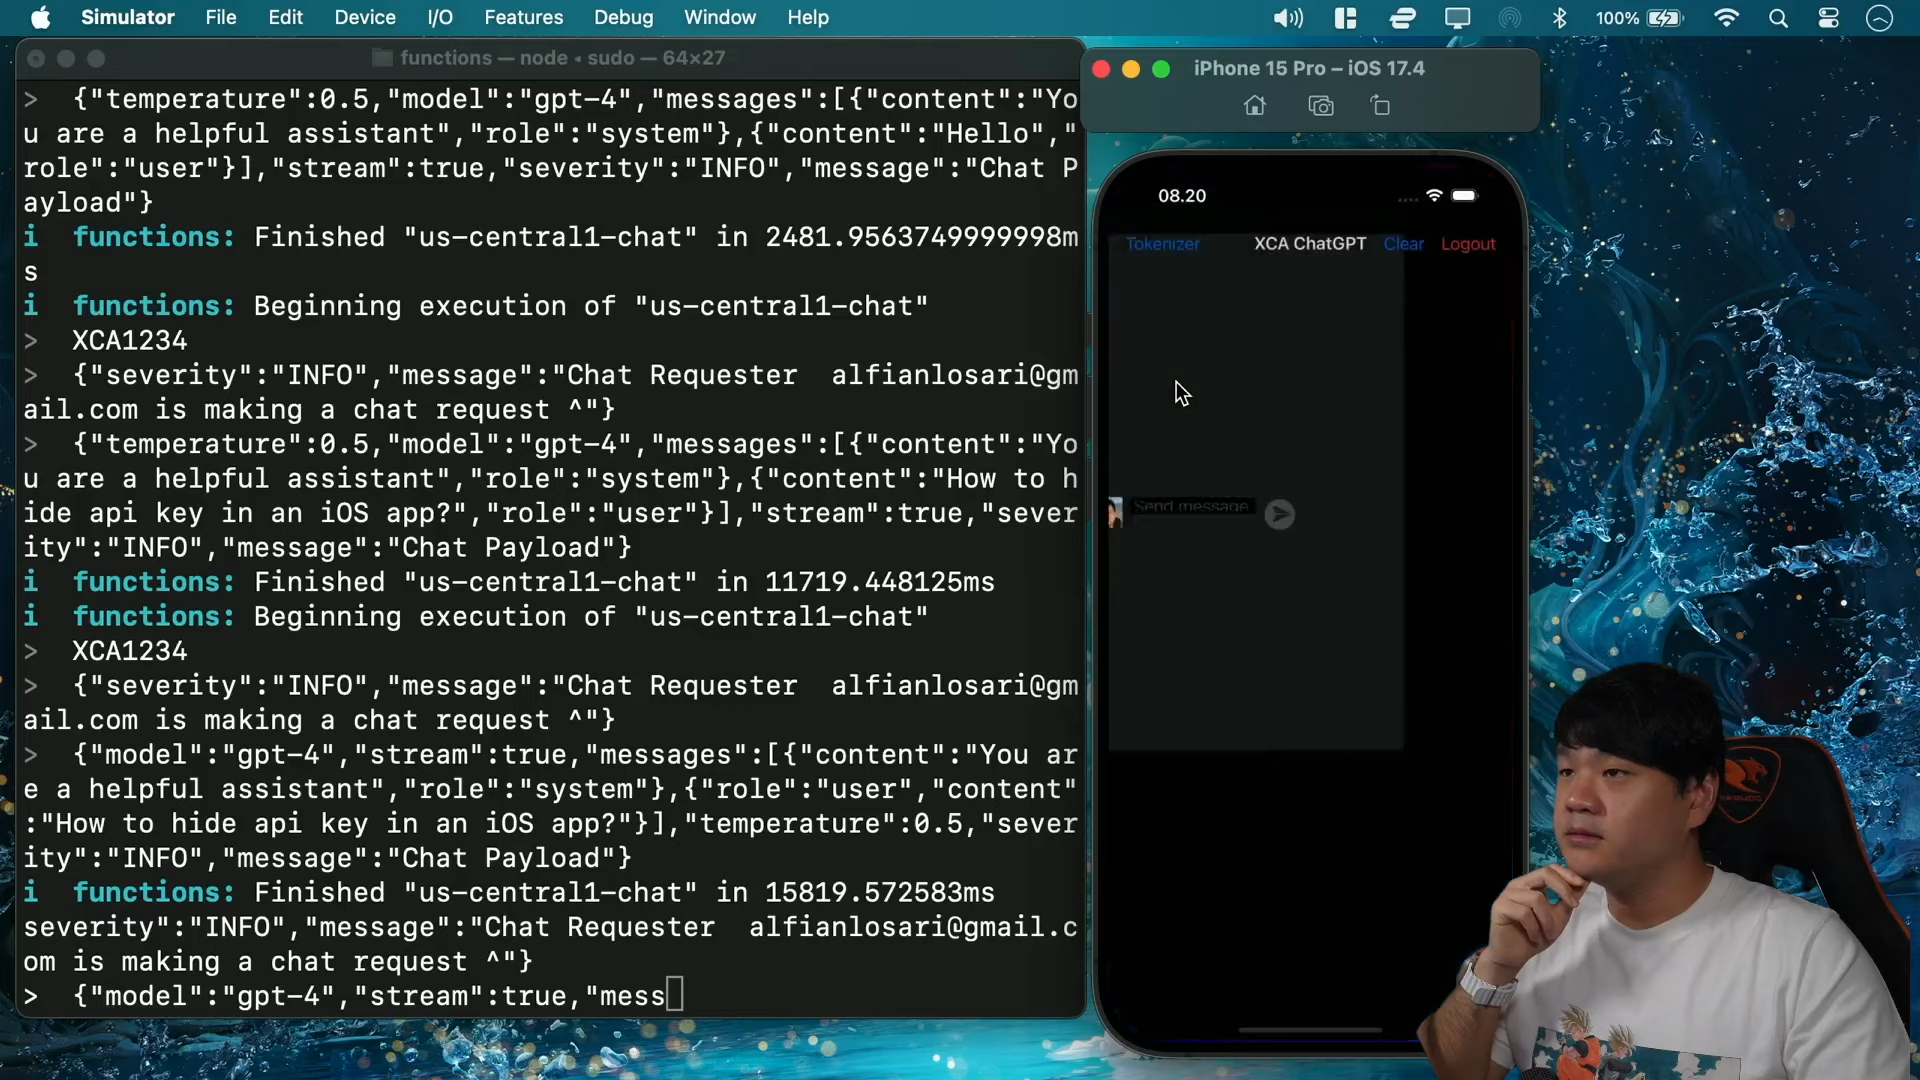 Simulator File Edit Device I/O Features Debug Window Help 100%
functions — node ◂ sudo — 64×27
> {"temperature":0.5,"model":"gpt-4","messages":[{"content":"Yo
u are a helpful assistant","role":"system"},{"content":"Hello","
role":"user"}],"stream":true,"severity":"INFO","message":"Chat P
ayload"}
i functions: Finished "us-central1-chat" in 2481.9563749999998m
s
i functions: Beginning execution of "us-central1-chat"
> XCA1234
> {"severity":"INFO","message":"Chat Requester  alfianlosari@gm
ail.com is making a chat request ^"}
> {"temperature":0.5,"model":"gpt-4","messages":[{"content":"Yo
u are a helpful assistant","role":"system"},{"content":"How to h
ide api key in an iOS app?","role":"user"}],"stream":true,"sever
ity":"INFO","message":"Chat Payload"}
i functions: Finished "us-central1-chat" in 11719.448125ms
i functions: Beginning execution of "us-central1-chat"
> XCA1234
> {"severity":"INFO","message":"Chat Requester  alfianlosari@gm
ail.com is making a chat request ^"}
> {"model":"gpt-4","stream":true,"messages":[{"content":"You ar
e a helpful assistant","role":"system"},{"role":"user","content"
:"How to hide api key in an iOS app?"}],"temperature":0.5,"sever
ity":"INFO","message":"Chat Payload"}
i functions: Finished "us-central1-chat" in 15819.572583ms
severity":"INFO","message":"Chat Requester  alfianlosari@gmail.c
om is making a chat request ^"}
> {"model":"gpt-4","stream":true,"mess
iPhone 15 Pro – iOS 17.4
08.20
Tokenizer XCA ChatGPT Clear Logout
Send message